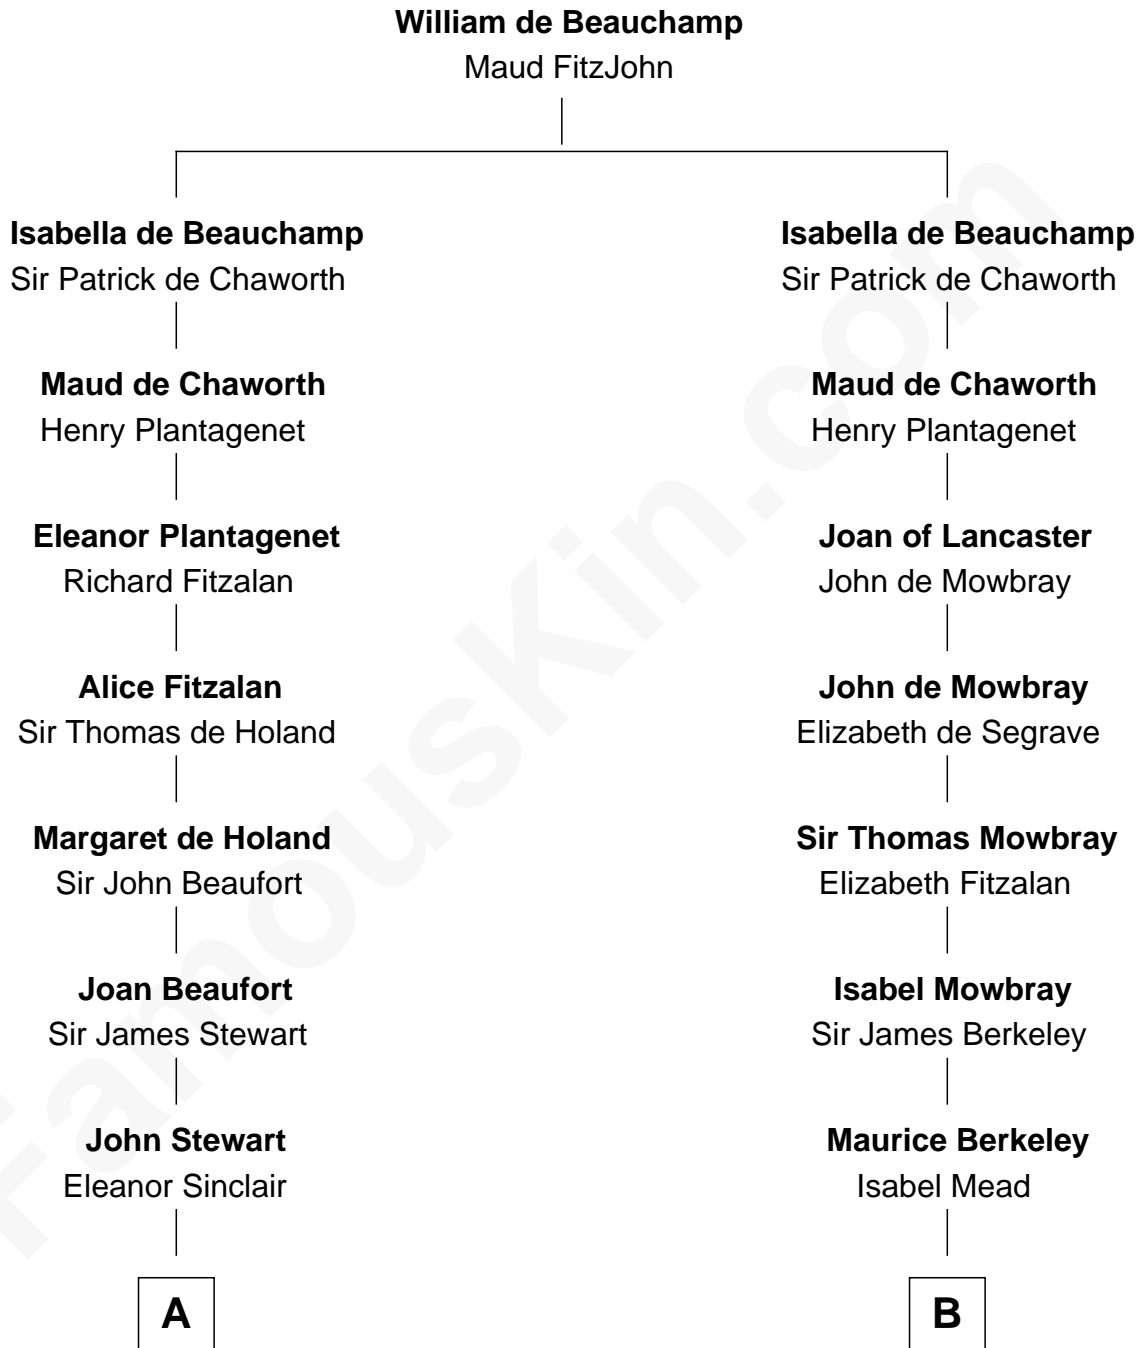 William de Beauchamp
Maud FitzJohn
Isabella de Beauchamp
Sir Patrick de Chaworth
Maud de Chaworth
Henry Plantagenet
Eleanor Plantagenet
Richard Fitzalan
Alice Fitzalan
Sir Thomas de Holand
Margaret de Holand
Sir John Beaufort
Joan Beaufort
Sir James Stewart
John Stewart
Eleanor Sinclair
A
Isabella de Beauchamp
Sir Patrick de Chaworth
Maud de Chaworth
Henry Plantagenet
Joan of Lancaster
John de Mowbray
John de Mowbray
Elizabeth de Segrave
Sir Thomas Mowbray
Elizabeth Fitzalan
Isabel Mowbray
Sir James Berkeley
Maurice Berkeley
Isabel Mead
B
FamousKin.com